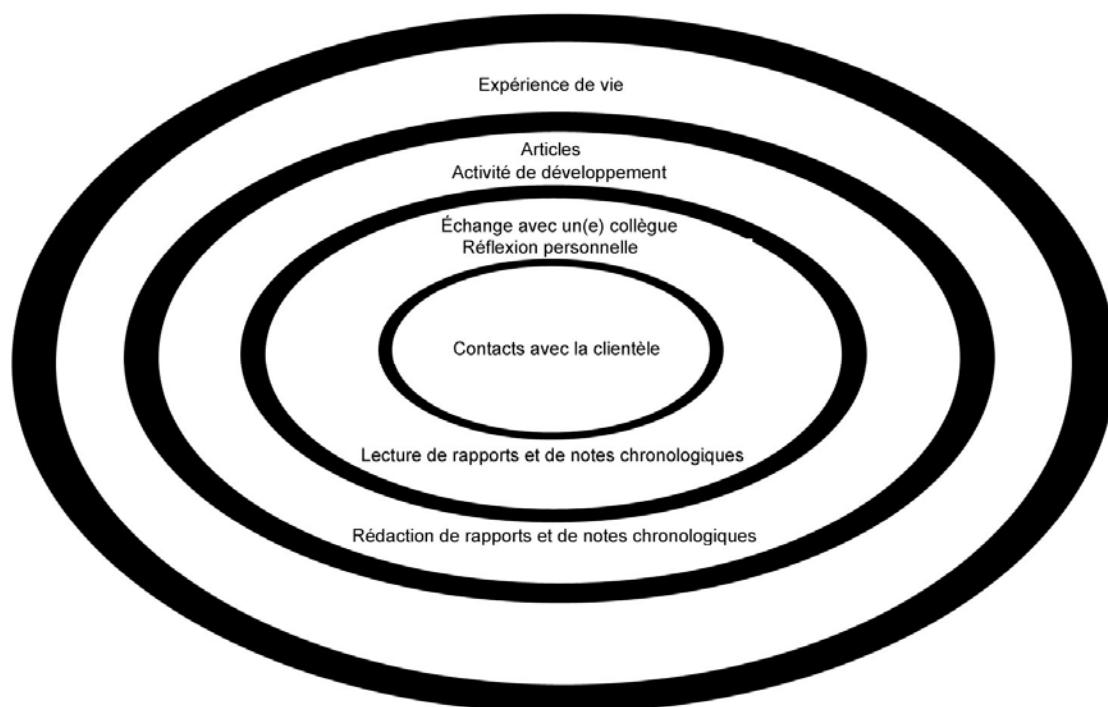 Expérience de vie
Articles
Activité de développement
Échange avec un(e) collègue
Réflexion personnelle
Contacts avec la clientèle
Lecture de rapports et de notes chronologiques
Rédaction de rapports et de notes chronologiques